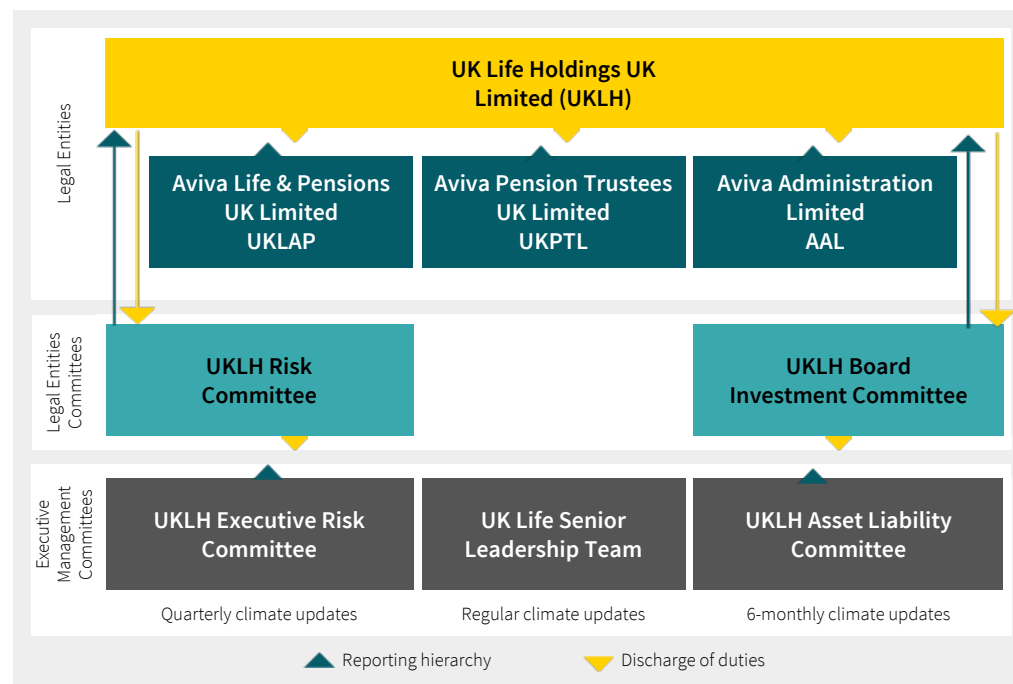 Legal Entities
UK Life Holdings UK
Limited (UKLH)
Aviva Life & Pensions
UK Limited
UKLAP
Aviva Pension Trustees
UK Limited
UKPTL
Aviva Administration
Limited
AAL
Legal Entities
Committees
UKLH Risk
Committee
UKLH Board
Investment Committee
Executive
Management
Committees
UKLH Executive Risk
Committee
UK Life Senior
Leadership Team
UKLH Asset Liability
Committee
Quarterly climate updates
Regular climate updates
6-monthly climate updates
Reporting hierarchy
Discharge of duties